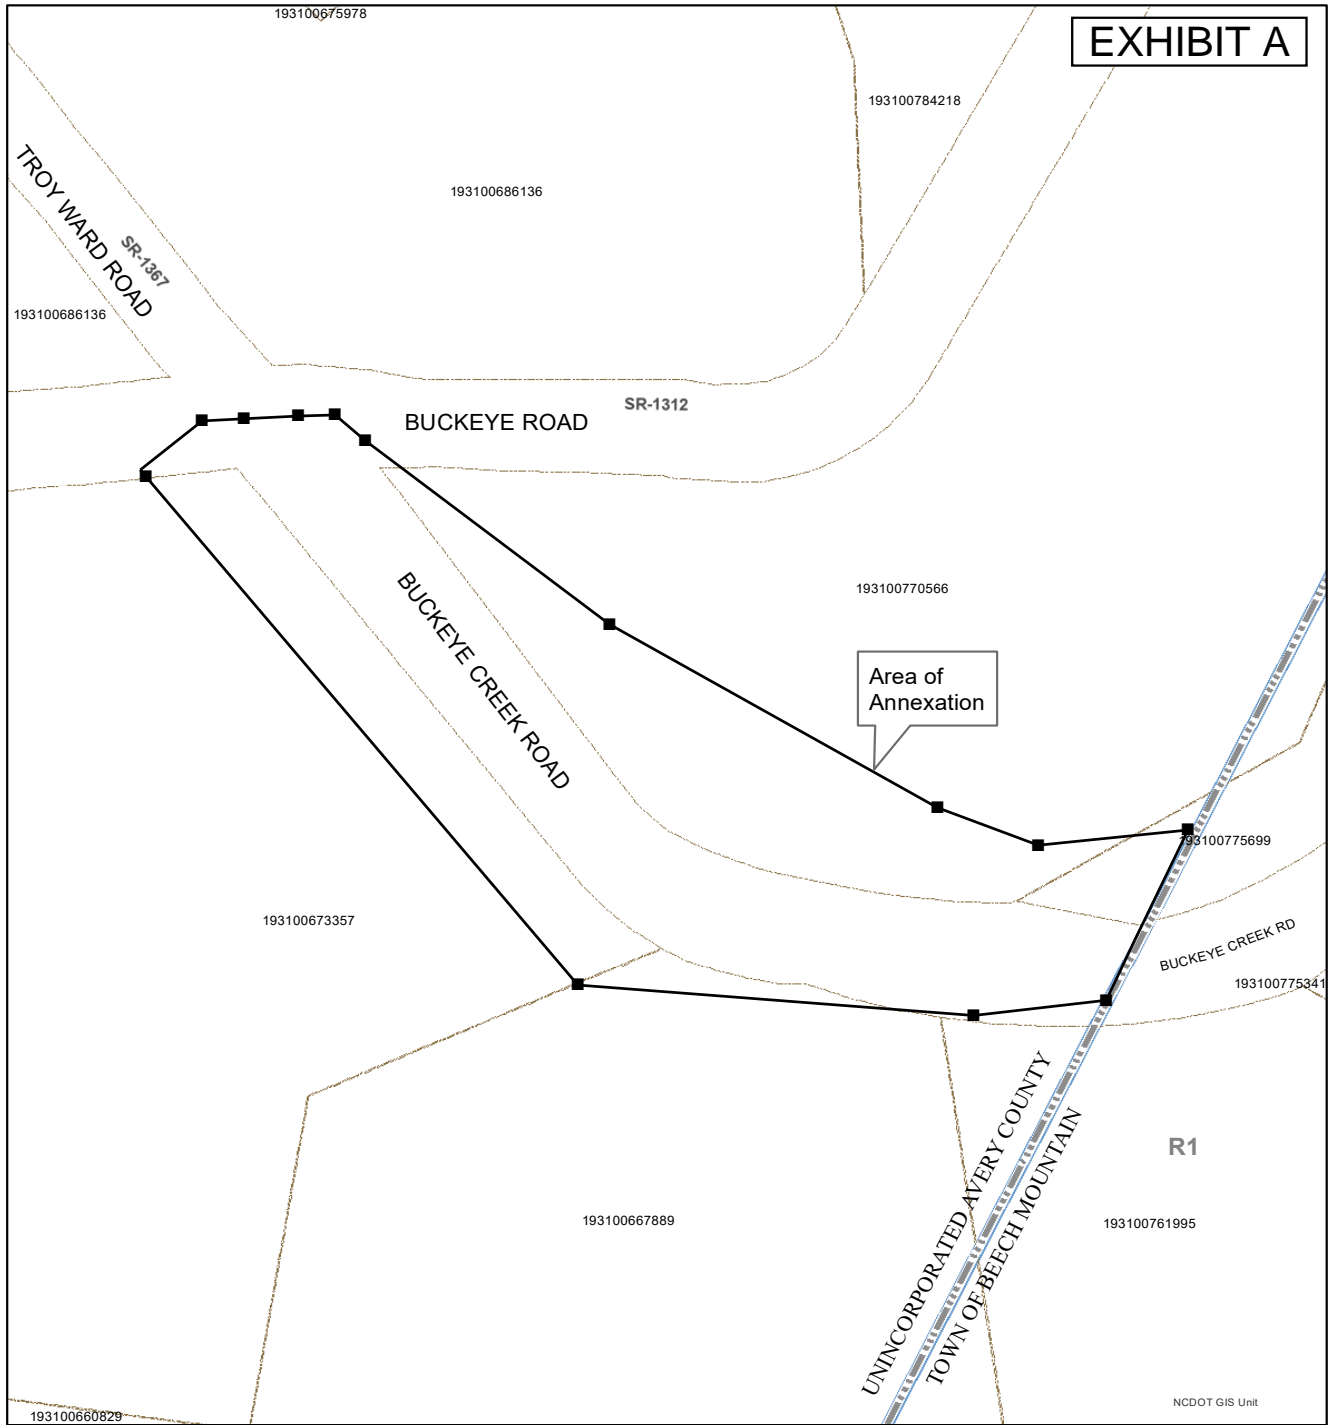 193100675978
EXHIBIT A
193100784218
TROY WARD ROAD
SR-1367
193100686136
193100686136
SR-1312
BUCKEYE ROAD
193100770566
BUCKEYE CREEK ROAD
Area of
Annexation
193100775699
193100673357
BUCKEYE CREEK RD
193100775341
UNINCORPORATED AVERY COUNTY
TOWN OF BEECH MOUNTAIN
R1
193100667889
193100761995
NCDOT GIS Unit
193100660829